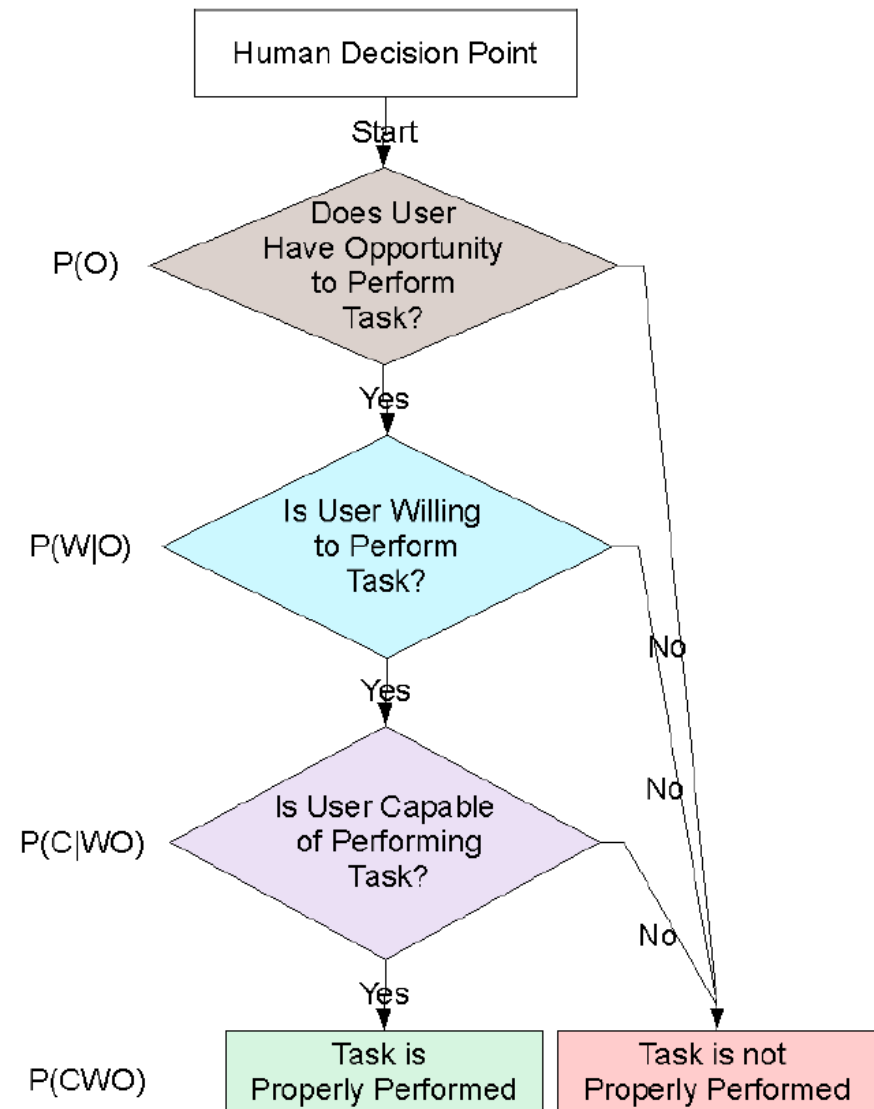 Human Decision Point
Start
Does User
Have Opportunity
to Perform
Task?
P(O)
Yes
Is User Willing
to Perform
Task?
P(W|O)
No
Yes
Is User Capable
of Performing
Task?
P(C|WO)
No
No
Yes
Task is
Properly Performed
Task is not
Properly Performed
P(CWO)